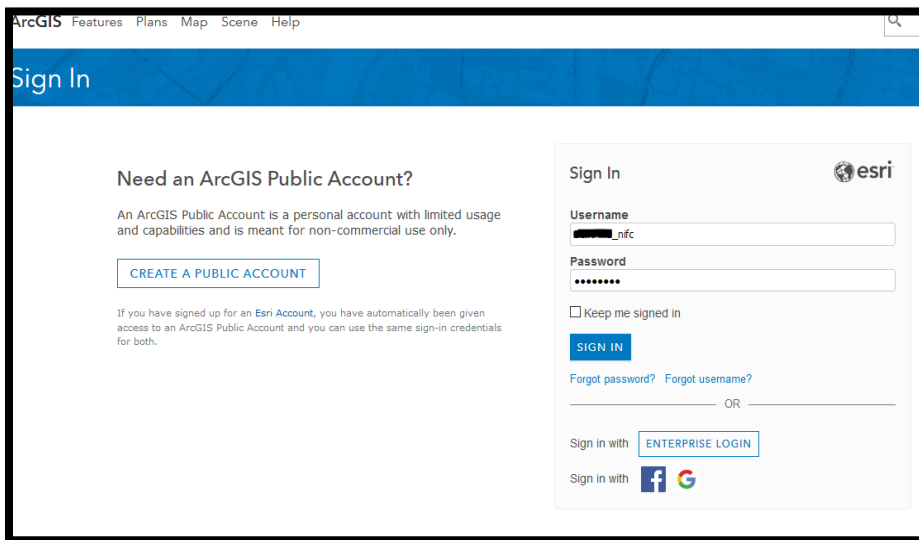 ArcGIS Features Plans Map Scene Help
Sign In
Need an ArcGIS Public Account?
An ArcGIS Public Account is a personal account with limited usage
and capabilities and is meant for non-commercial use only.
CREATE A PUBLIC ACCOUNT
If you have signed up for an Esri Account, you have automatically been given
access to an ArcGIS Public Account and you can use the same sign-in credentials
for both.
Sign In
esri
Username
_nifc
Password
••••••••
Keep me signed in
SIGN IN
Forgot password? Forgot username?
OR
Sign in with ENTERPRISE LOGIN
Sign in with f G